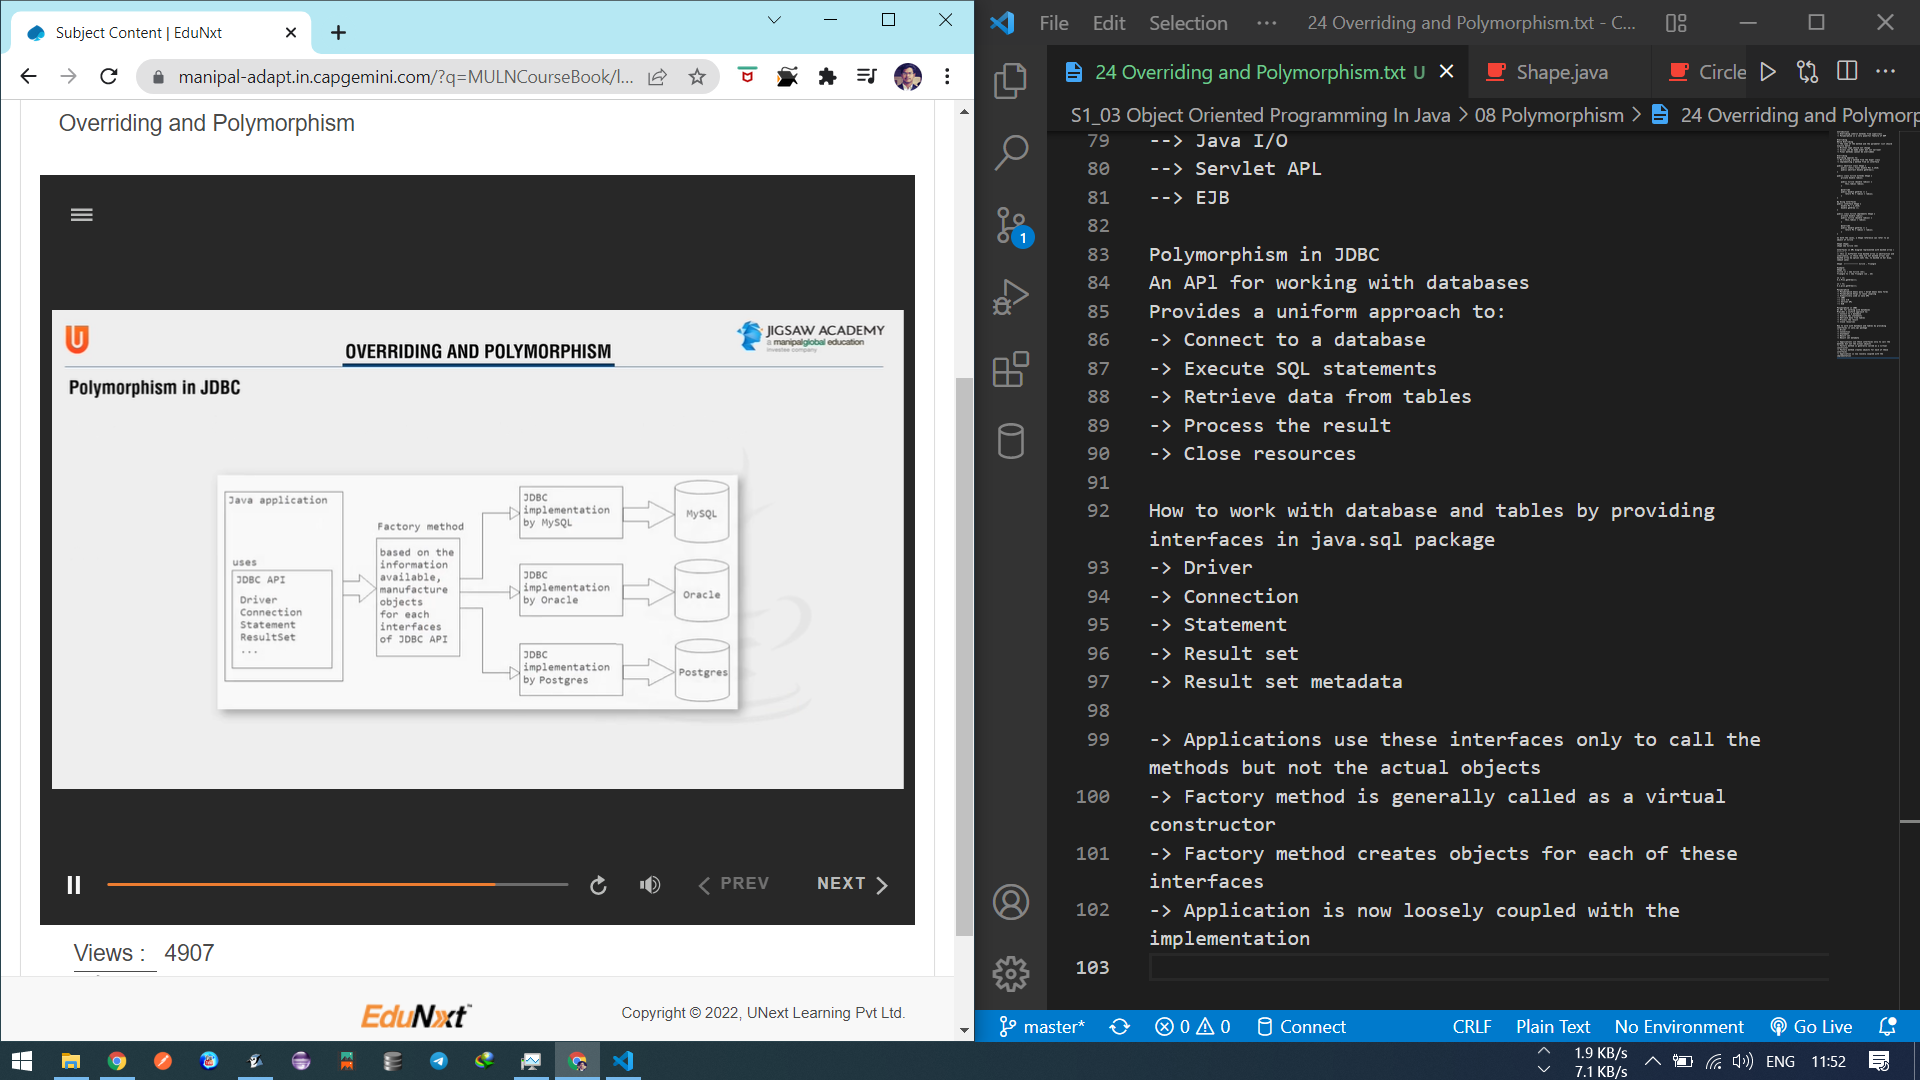 Subject Content | EduNxt
manipal-adapt.in.capgemini.com/?q=MULNCourseBook/l...
Overriding and Polymorphism
JIGSAW ACADEMY
a manipalglobal education
investee company
OVERRIDING AND POLYMORPHISM
Polymorphism in JDBC
Java application
uses
JDBC API
Driver
Connection
Statement
ResultSet
...
Factory method
based on the
information
available,
manufacture
objects
for each
interfaces
of JDBC API
JDBC
implementation
by MySQL
MySQL
JDBC
implementation
by Oracle
Oracle
JDBC
implementation
by Postgres
Postgres
PREV
NEXT
Views : 4907
EduNxt™
Copyright © 2022, UNext Learning Pvt Ltd.
File Edit Selection ··· 24 Overriding and Polymorphism.txt - C...
24 Overriding and Polymorphism.txt U
Shape.java
Circle
S1_03 Object Oriented Programming In Java > 08 Polymorphism > 24 Overriding and Polymorp
79 --> Java I/O
80 --> Servlet APL
81 --> EJB
82
83 Polymorphism in JDBC
84 An APl for working with databases
85 Provides a uniform approach to:
86 -> Connect to a database
87 -> Execute SQL statements
88 -> Retrieve data from tables
89 -> Process the result
90 -> Close resources
91
92 How to work with database and tables by providing
interfaces in java.sql package
93 -> Driver
94 -> Connection
95 -> Statement
96 -> Result set
97 -> Result set metadata
98
99 -> Applications use these interfaces only to call the
methods but not the actual objects
100 -> Factory method is generally called as a virtual
constructor
101 -> Factory method creates objects for each of these
interfaces
102 -> Application is now loosely coupled with the
implementation
103
1
master* 0 0 Connect CRLF Plain Text No Environment Go Live
1.9 KB/s
7.1 KB/s
ENG 11:52